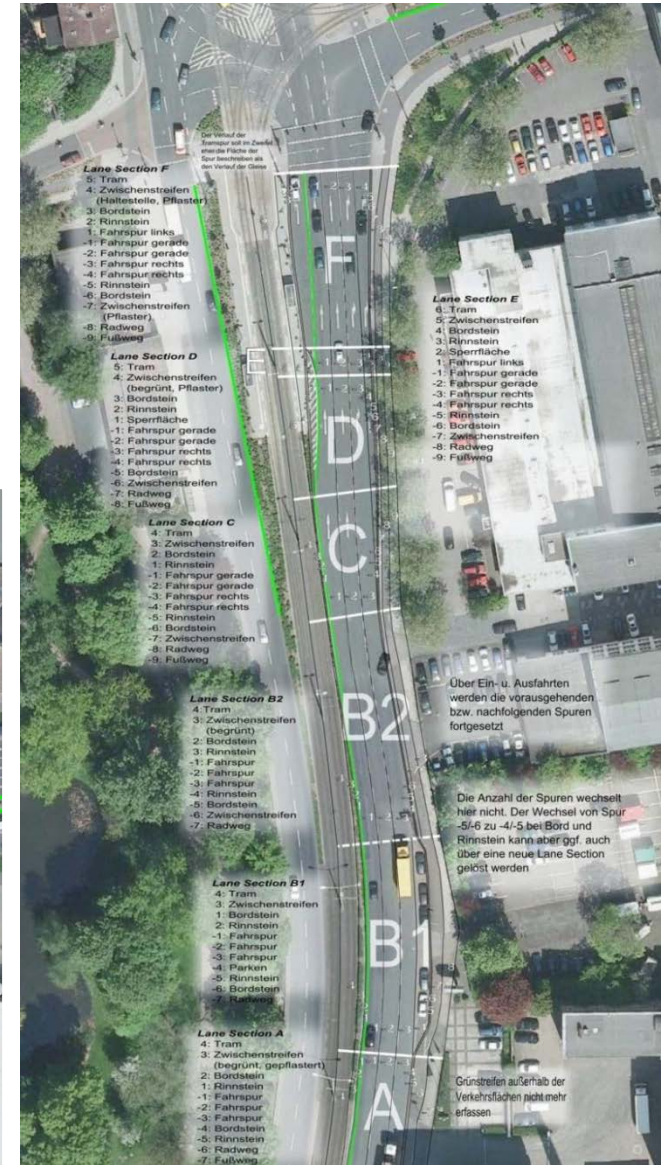 Der Verlauf der
Tramspur soll im Zweifel
eher die Fläche der
Spur beschreiben als
den Verlauf der Gleise
Lane Section F
5: Tram
4: Zwischenstreifen
(Haltestelle, Pflaster)
3: Bordstein
2: Rinnstein
1: Fahrspur links
-1: Fahrspur gerade
-2: Fahrspur gerade
-3: Fahrspur rechts
-4: Fahrspur rechts
-5: Rinnstein
-6: Bordstein
-7: Zwischenstreifen
(Pflaster)
-8: Radweg
-9: Fußweg
F
Lane Section E
6: Tram
5: Zwischenstreifen
4: Bordstein
3: Rinnstein
2: Sperrfläche
1: Fahrspur links
-1: Fahrspur gerade
-2: Fahrspur gerade
-3: Fahrspur rechts
-4: Fahrspur rechts
-5: Rinnstein
-6: Bordstein
-7: Zwischenstreifen
-8: Radweg
-9: Fußweg
E
Lane Section D
5: Tram
4: Zwischenstreifen
(begrünt, Pflaster)
3: Bordstein
2: Rinnstein
1: Sperrfläche
-1: Fahrspur gerade
-2: Fahrspur gerade
-3: Fahrspur rechts
-4: Fahrspur rechts
-5: Bordstein
-6: Zwischenstreifen
-7: Radweg
-8: Fußweg
D
Lane Section C
4: Tram
3: Zwischenstreifen
2: Bordstein
1: Rinnstein
-1: Fahrspur gerade
-2: Fahrspur gerade
-3: Fahrspur rechts
-4: Fahrspur rechts
-5: Rinnstein
-6: Bordstein
-7: Zwischenstreifen
-8: Radweg
-9: Fußweg
C
Lane Section B2
4: Tram
3: Zwischenstreifen
(begrünt)
2: Bordstein
3: Rinnstein
-1: Fahrspur
-2: Fahrspur
-3: Fahrspur
-4: Rinnstein
-5: Bordstein
-6: Zwischenstreifen
-7: Radweg
B2
Über Ein- u. Ausfahrten
werden die vorausgehenden
bzw. nachfolgenden Spuren
fortgesetzt
Die Anzahl der Spuren wechselt
hier nicht. Der Wechsel von Spur
-5/-6 zu -4/-5 bei Bord und
Rinnstein kann aber ggf. auch
über eine neue Lane Section
gelöst werden
Lane Section B1
4: Tram
3: Zwischenstreifen
1: Bordstein
2: Rinnstein
-1: Fahrspur
-2: Fahrspur
-3: Fahrspur
-4: Parken
-5: Rinnstein
-6: Bordstein
-7: Radweg
B1
Lane Section A
4: Tram
3: Zwischenstreifen
(begrünt, gepflastert)
2: Bordstein
1: Rinnstein
-1: Fahrspur
-2: Fahrspur
-3: Fahrspur
-4: Bordstein
-5: Rinnstein
-6: Radweg
-7: Fußweg
A
Grünstreifen außerhalb der
Verkehrsflächen nicht mehr
erfassen